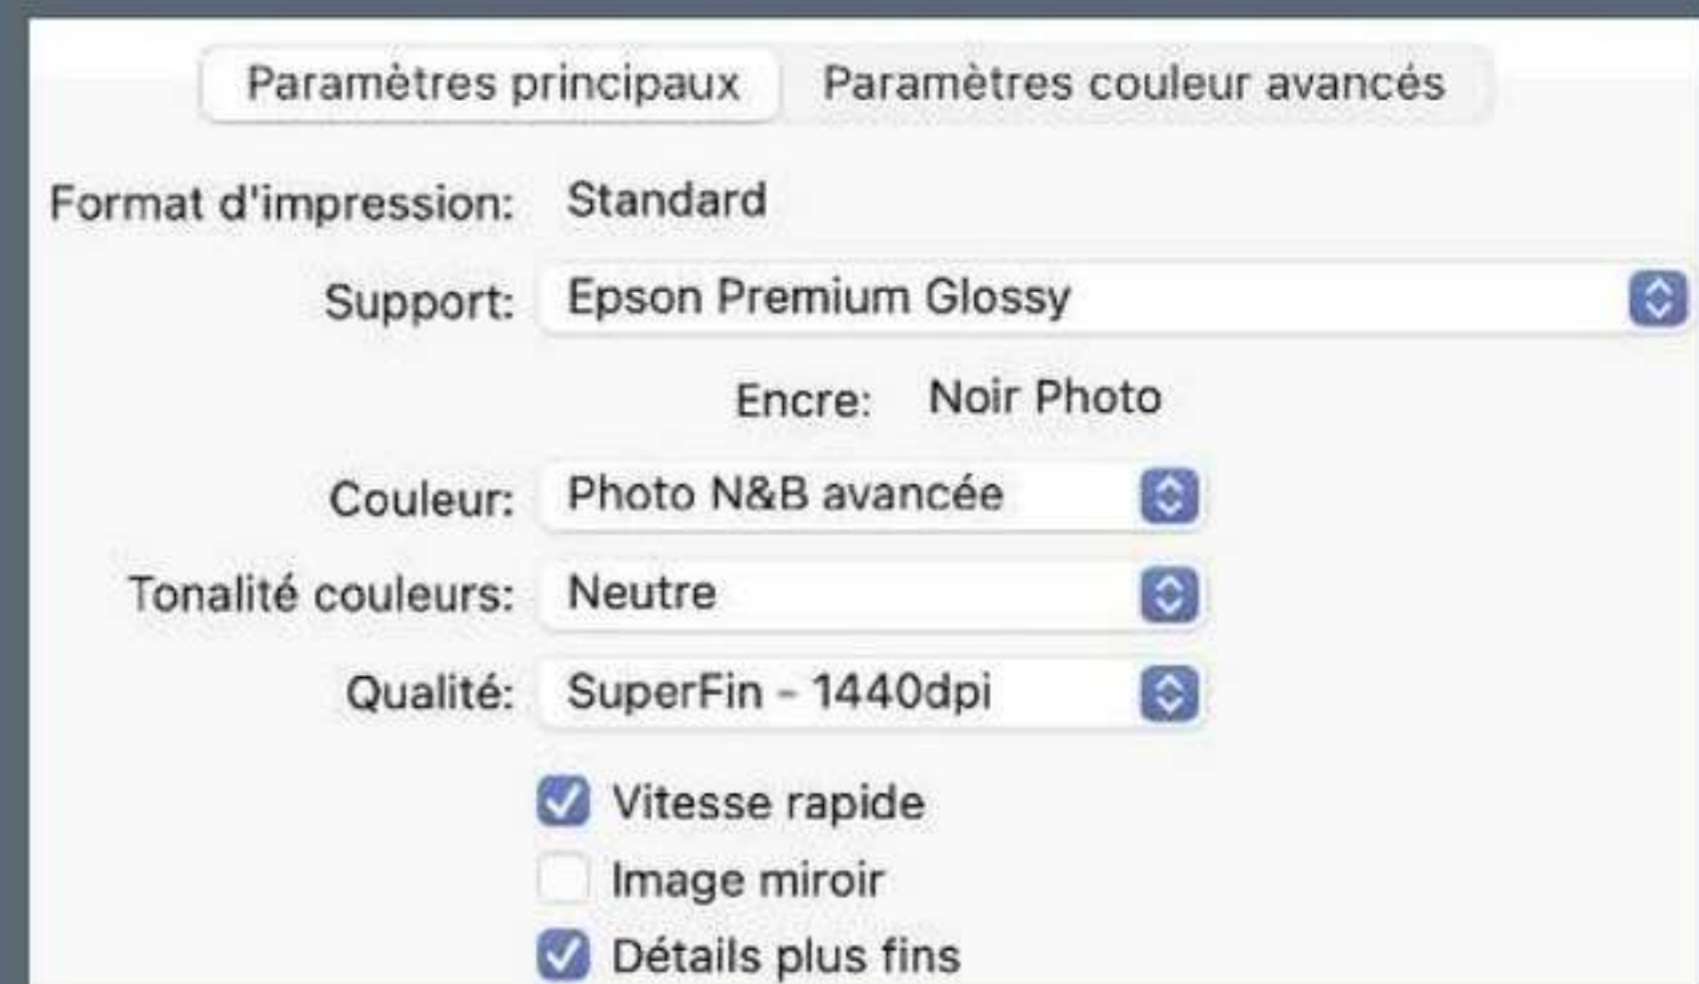 Paramètres principaux Paramètres couleur avancés
Format d'impression: Standard
Support: Epson Premium Glossy
Encre: Noir Photo
Couleur: Photo N&B avancée
Tonalité couleurs: Neutre
Qualité: SuperFin - 1440dpi
Vitesse rapide
Image miroir
Détails plus fins